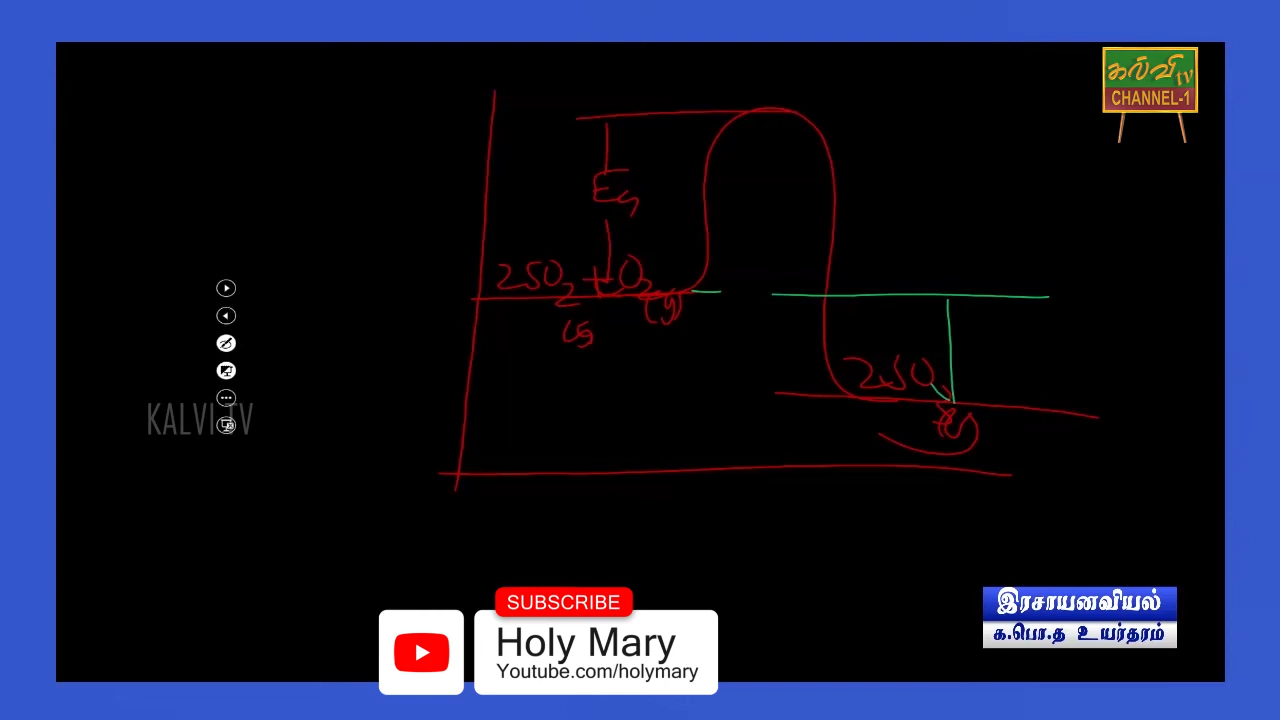 கல்வி tv
CHANNEL-1
Ea
2SO2 + O2
(g)
(g)
2SO3
(g)
KALVI TV
SUBSCRIBE
Holy Mary
Youtube.com/holymary
இரசாயனவியல்
க.பொ.த உயர்தரம்